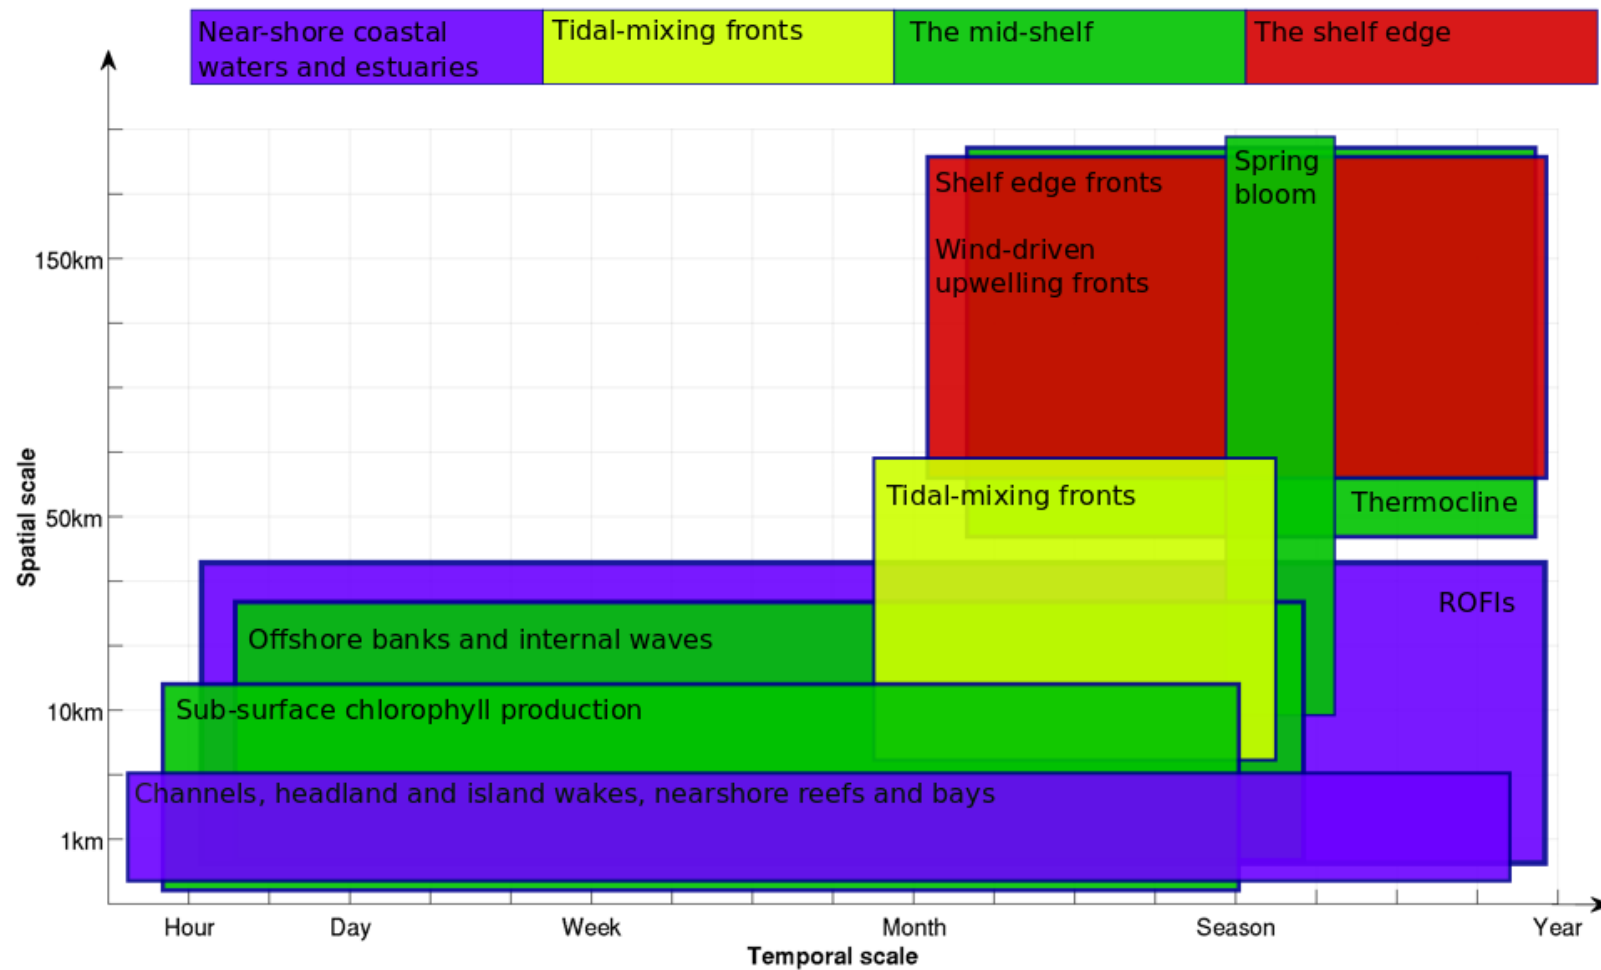 Near-shore coastal
waters and estuaries
Tidal-mixing fronts
The mid-shelf
The shelf edge
Spring
bloom
Shelf edge fronts
Wind-driven
upwelling fronts
150km
Tidal-mixing fronts
Thermocline
50km
Spatial scale
ROFIs
Offshore banks and internal waves
Sub-surface chlorophyll production
10km
Channels, headland and island wakes, nearshore reefs and bays
1km
Hour
Day
Week
Month
Season
Year
Temporal scale